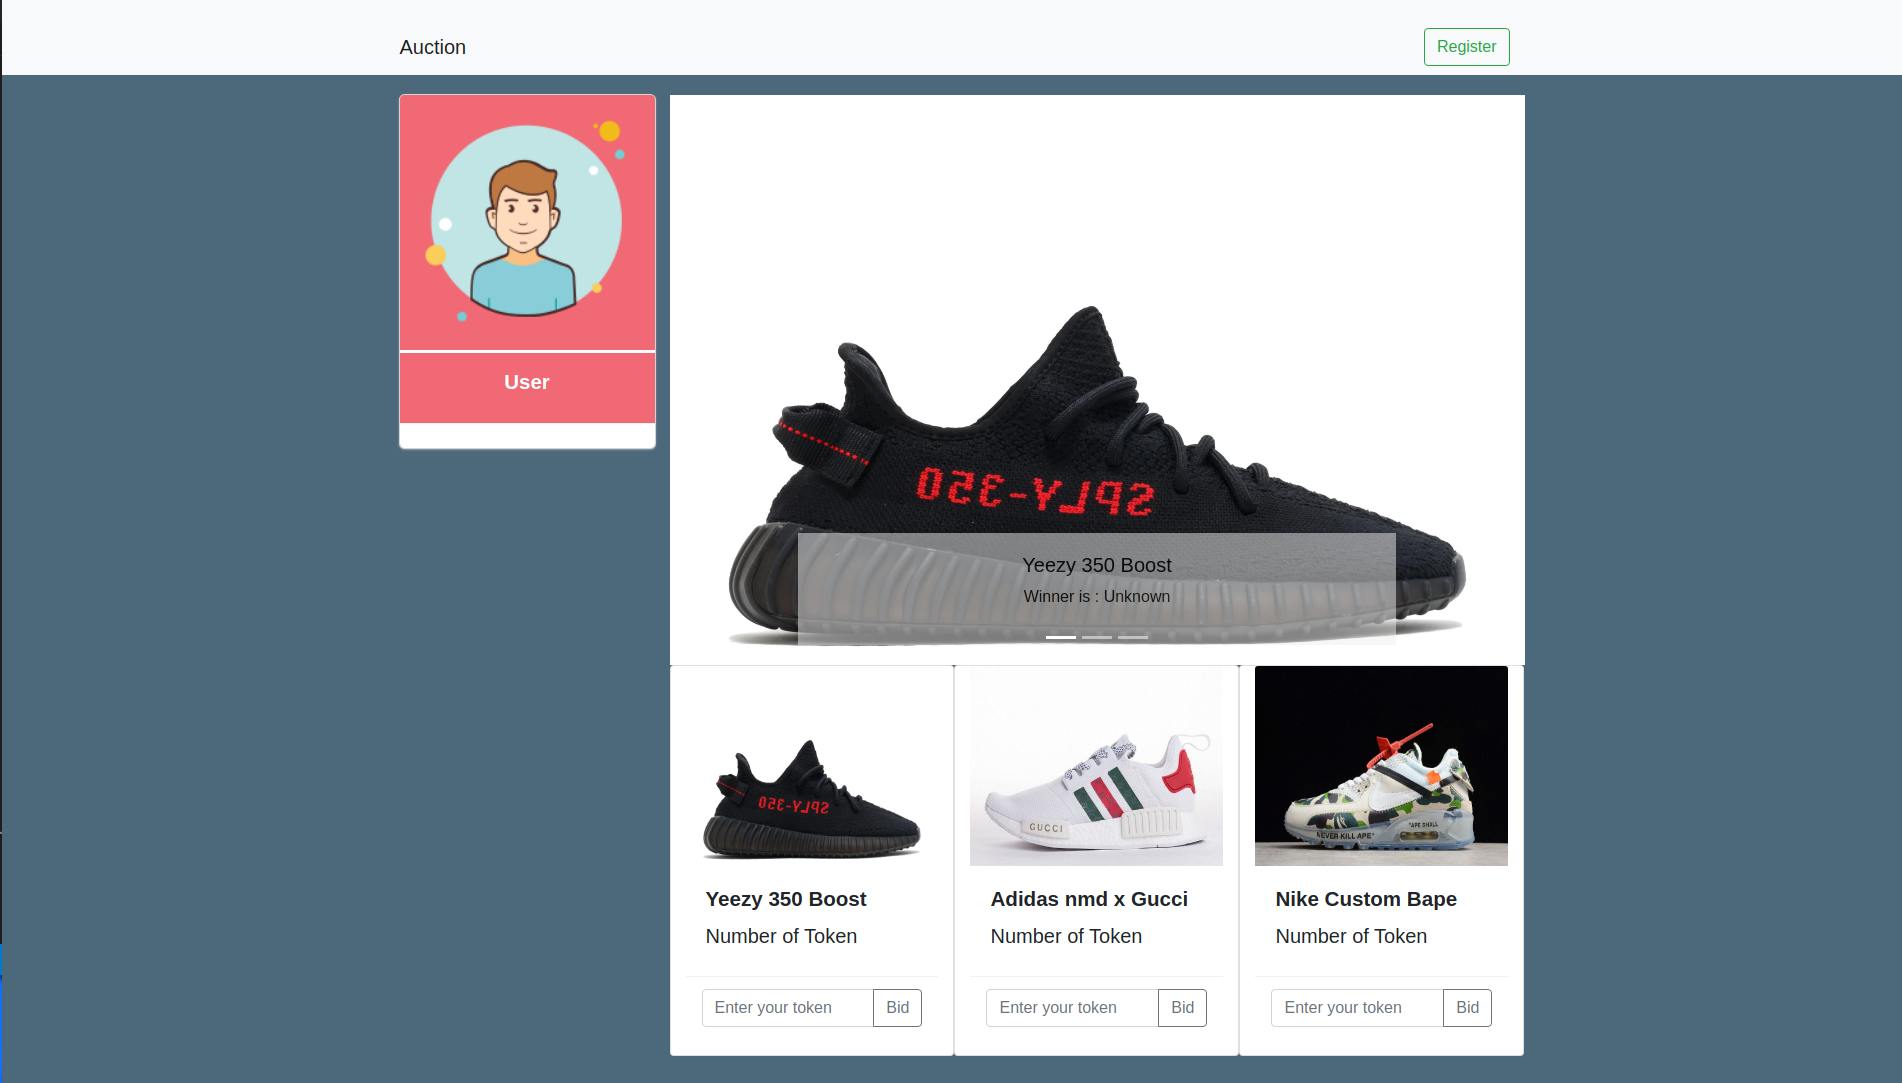 Auction
Register
User
SPLY-350
Yeezy 350 Boost
Winner is : Unknown
SPLY-350
GUCCI
"NEVER KILL APE"
"APE SHALL
Yeezy 350 Boost
Adidas nmd x Gucci
Nike Custom Bape
Number of Token
Number of Token
Number of Token
Enter your token
Bid
Enter your token
Bid
Enter your token
Bid